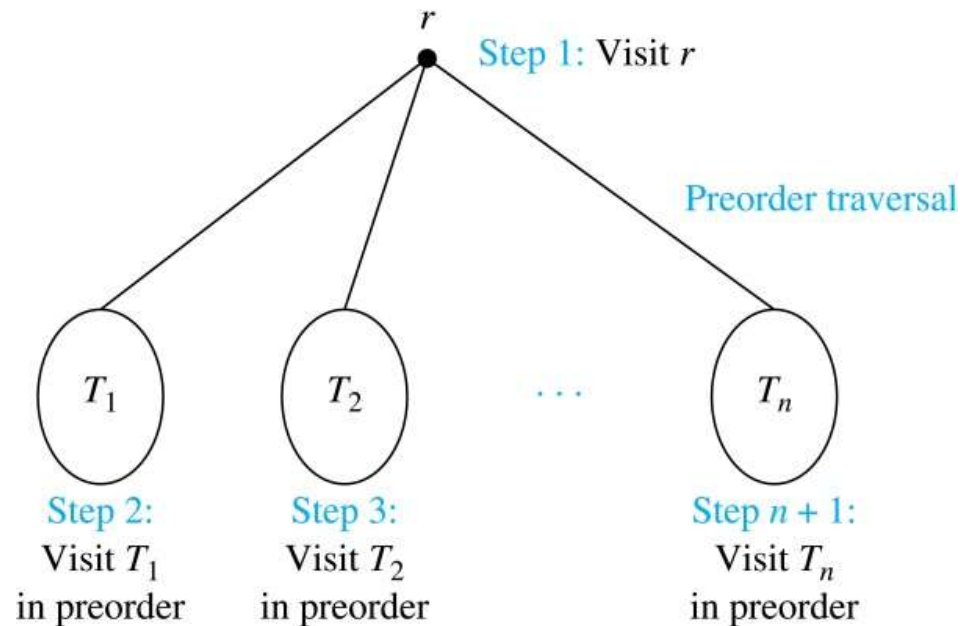 r
Step 1: Visit r
Preorder traversal
T₁
T₂
. . .
Tₙ
Step 2:
Visit T₁
in preorder
Step 3:
Visit T₂
in preorder
Step n + 1:
Visit Tₙ
in preorder